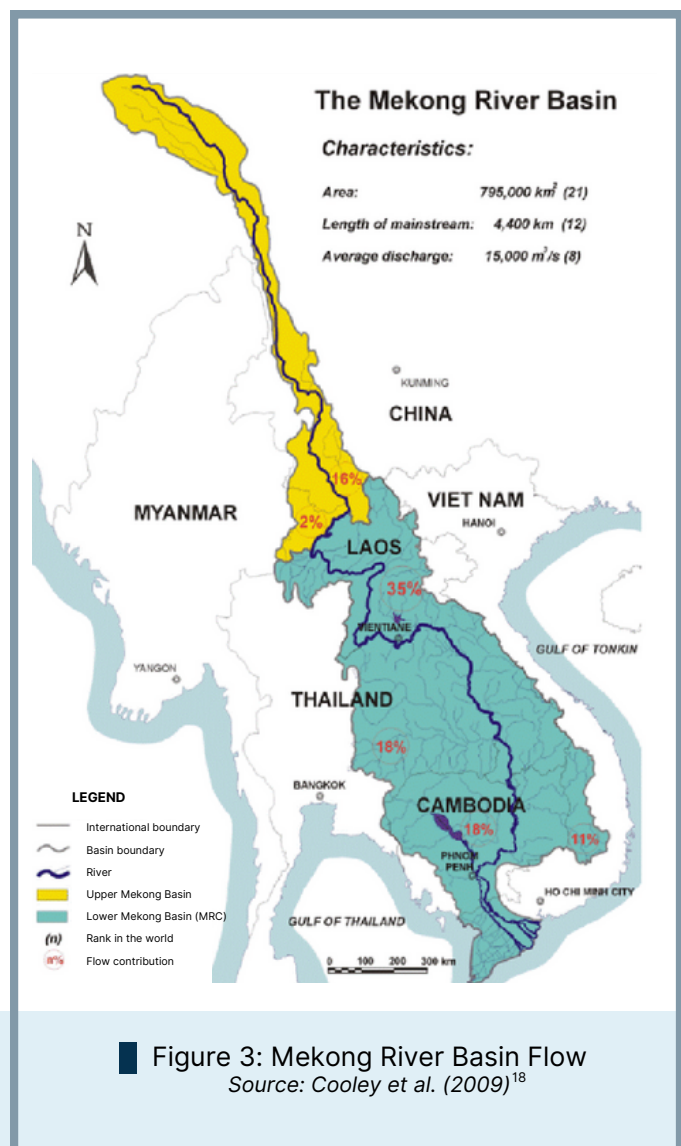 The Mekong River Basin
Characteristics:
Area: 795,000 km² (21)
Length of mainstream: 4,400 km (12)
Average discharge: 15,000 m³/s (8)
N
KUNMING
CHINA
16%
MYANMAR
2%
VIET NAM
HANOI
LAOS
35%
VIENTIANE
GULF OF TONKIN
YANGON
THAILAND
18%
BANGKOK
CAMBODIA
18%
11%
PHNOM
PENH
HO CHI MINH CITY
GULF OF THAILAND
0 100 200 300 km
LEGEND
International boundary
Basin boundary
River
Upper Mekong Basin
Lower Mekong Basin (MRC)
(n) Rank in the world
n% Flow contribution
Figure 3: Mekong River Basin Flow
Source: Cooley et al. (2009)¹⁸